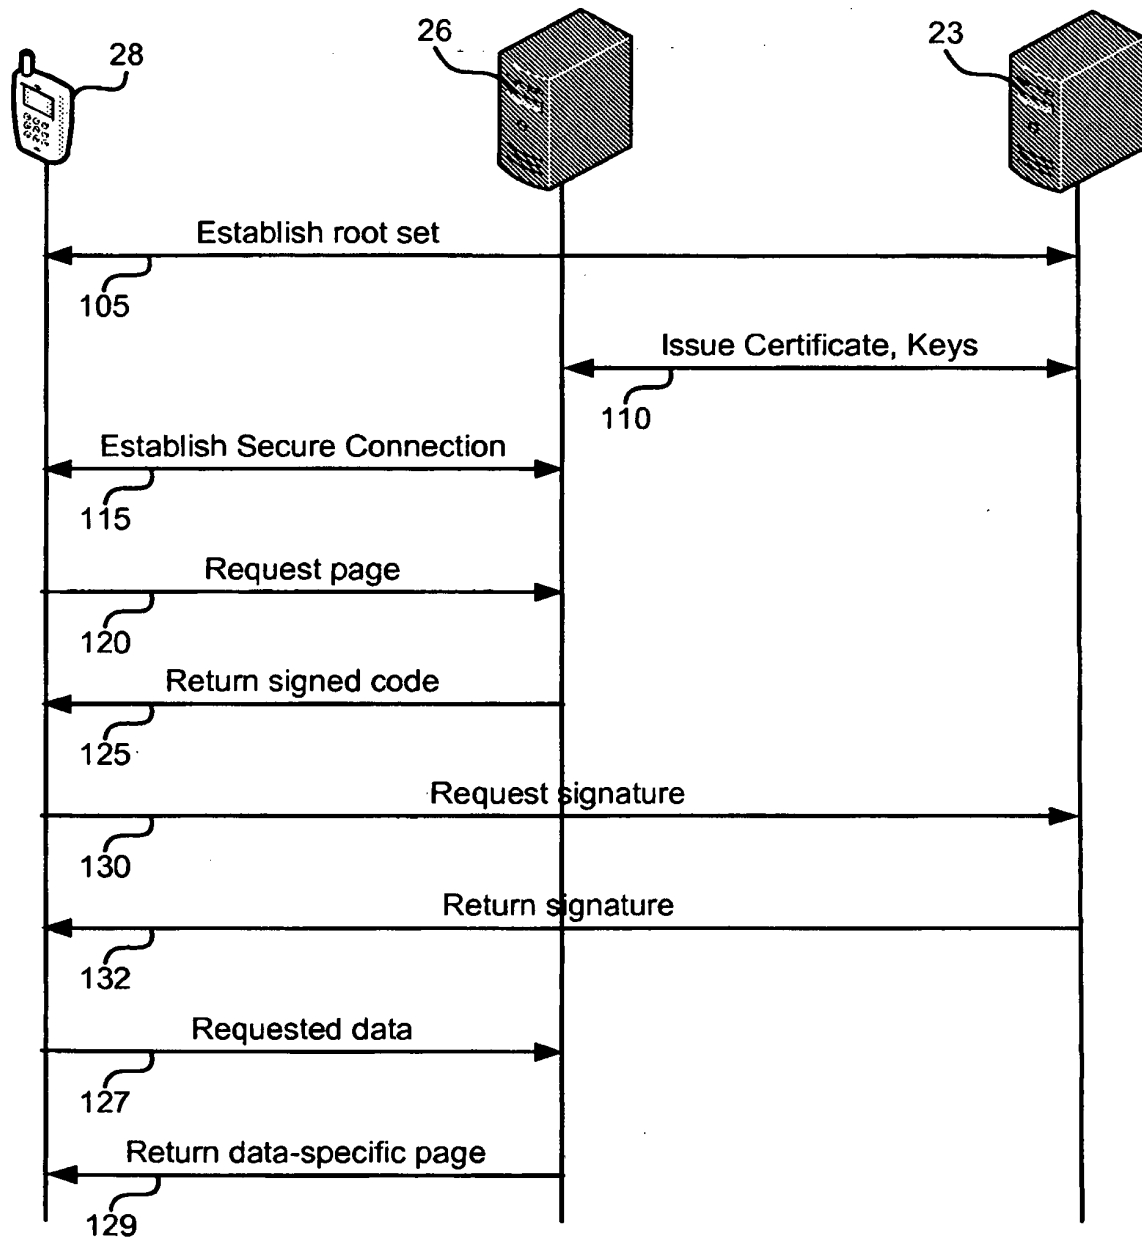 28
26
23
Establish root set
105
Issue Certificate, Keys
110
Establish Secure Connection
115
Request page
120
Return signed code
125
Request signature
130
Return signature
132
Requested data
127
Return data-specific page
129